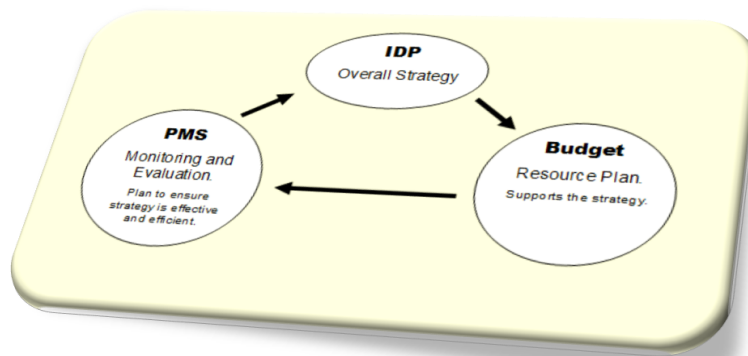 IDP
Overall Strategy
PMS
Monitoring and
Evaluation.
Plan to ensure
strategy is effective
and efficient.
Budget
Resource Plan.
Supports the strategy.